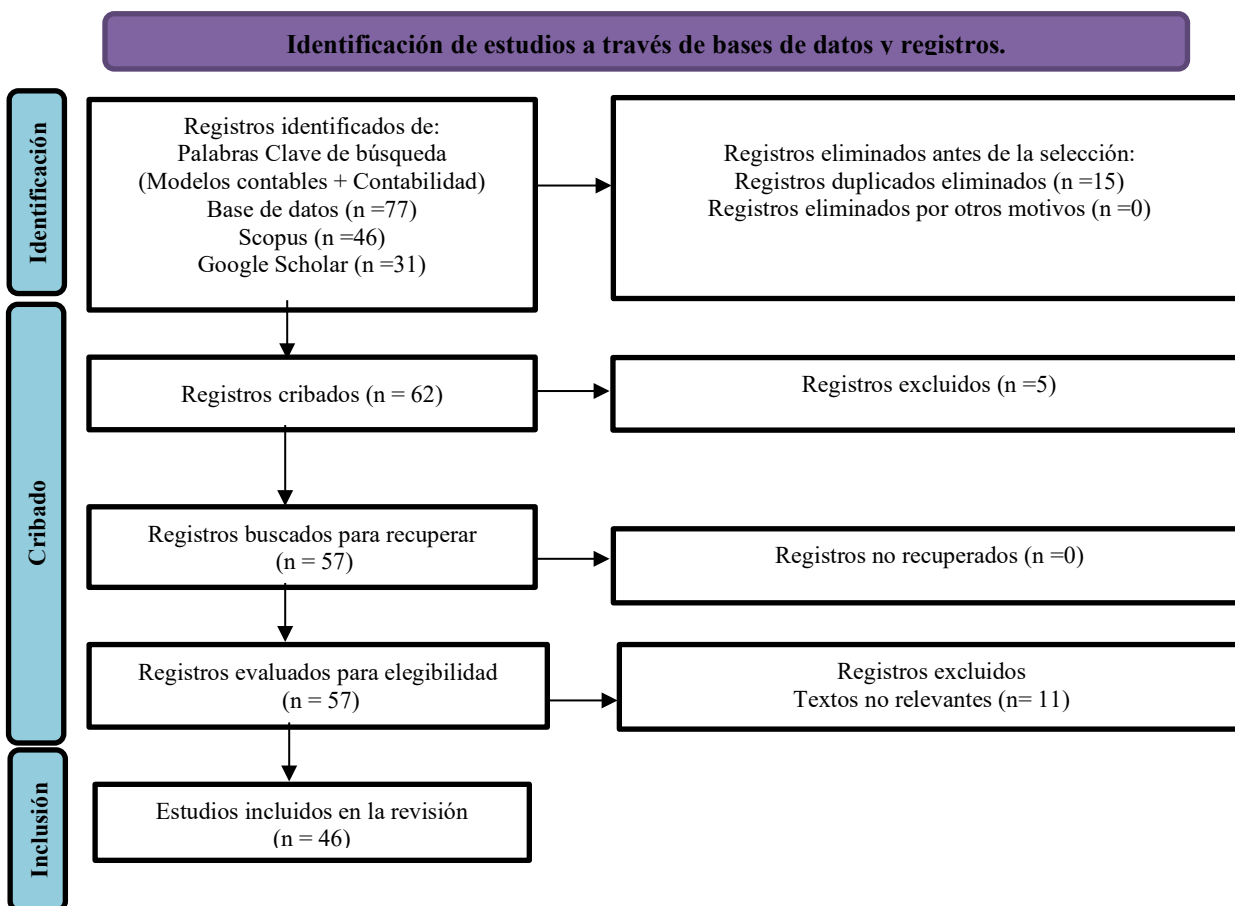 Identificación de estudios a través de bases de datos y registros.
Identificación
Registros identificados de:
Palabras Clave de búsqueda
(Modelos contables + Contabilidad)
Base de datos (n =77)
Scopus (n =46)
Google Scholar (n =31)
Registros eliminados antes de la selección:
Registros duplicados eliminados (n =15)
Registros eliminados por otros motivos (n =0)
Cribado
Registros cribados (n = 62)
Registros excluidos (n =5)
Registros buscados para recuperar
(n = 57)
Registros no recuperados (n =0)
Registros evaluados para elegibilidad
(n = 57)
Registros excluidos
Textos no relevantes (n= 11)
Inclusión
Estudios incluidos en la revisión
(n = 46)